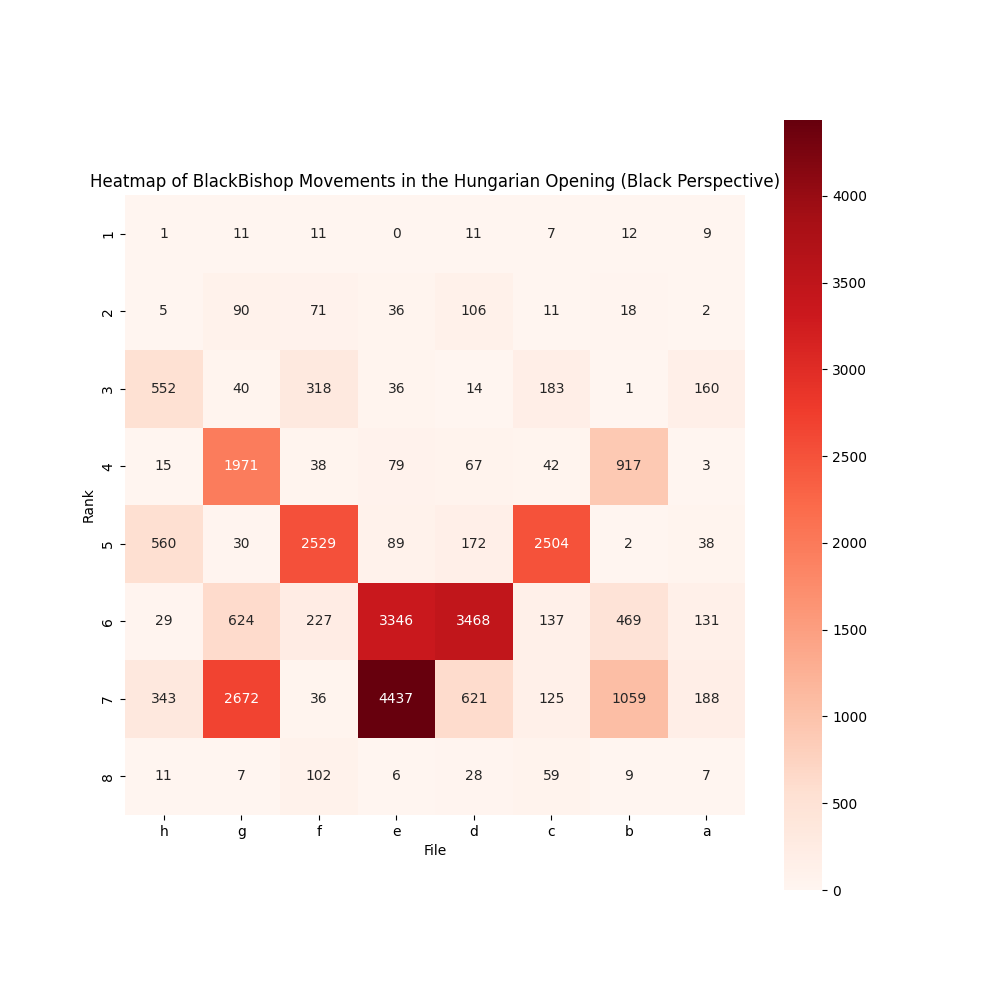 Heatmap of BlackBishop Movements in the Hungarian Opening (Black Perspective)
1 1 11 11 0 11 7 12 9
2 5 90 71 36 106 11 18 2
3 552 40 318 36 14 183 1 160
4 15 1971 38 79 67 42 917 3
5 560 30 2529 89 172 2504 2 38
6 29 624 227 3346 3468 137 469 131
7 343 2672 36 4437 621 125 1059 188
8 11 7 102 6 28 59 9 7
h g f e d c b a
File
Rank
4000
3500
3000
2500
2000
1500
1000
500
0